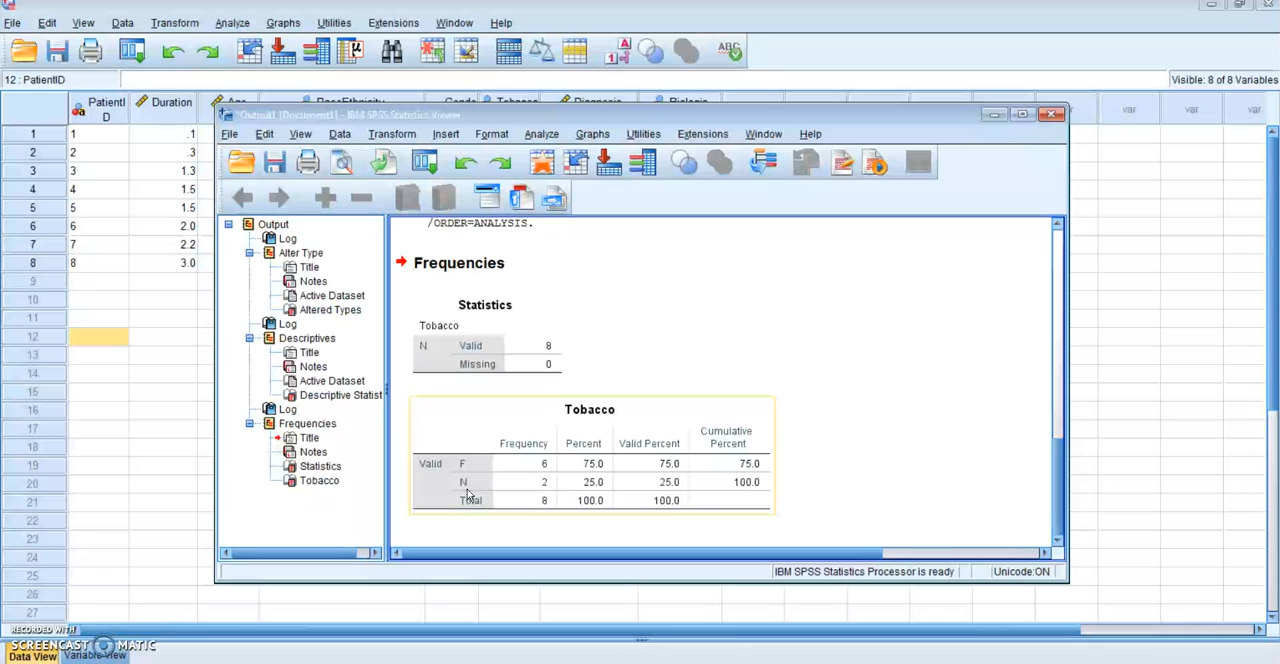 File Edit View Data Transform Analyze Graphs Utilities Extensions Window Help
12 : PatientID
Visible: 8 of 8 Variables
PatientI
D
Duration
var var var
1 1 .1
2 2 .3
3 3 1.3
4 4 1.5
5 5 1.5
6 6 2.0
7 7 2.2
8 8 3.0
9
10
11
12
13
14
15
16
17
18
19
20
21
22
23
24
25
26
27
*Output1 [Document1] - IBM SPSS Statistics Viewer
File Edit View Data Transform Insert Format Analyze Graphs Utilities Extensions Window Help
Output
Log
Alter Type
Title
Notes
Active Dataset
Altered Types
Log
Descriptives
Title
Notes
Active Dataset
Descriptive Statist
Log
Frequencies
Title
Notes
Statistics
Tobacco
/ORDER=ANALYSIS.
Frequencies
Statistics
Tobacco
N Valid 8
Missing 0
Tobacco
Frequency Percent Valid Percent Cumulative Percent
Valid F 6 75.0 75.0 75.0
N 2 25.0 25.0 100.0
Total 8 100.0 100.0
IBM SPSS Statistics Processor is ready Unicode:ON
RECORDED WITH
SCREENCAST MATIC
Data View Variable View